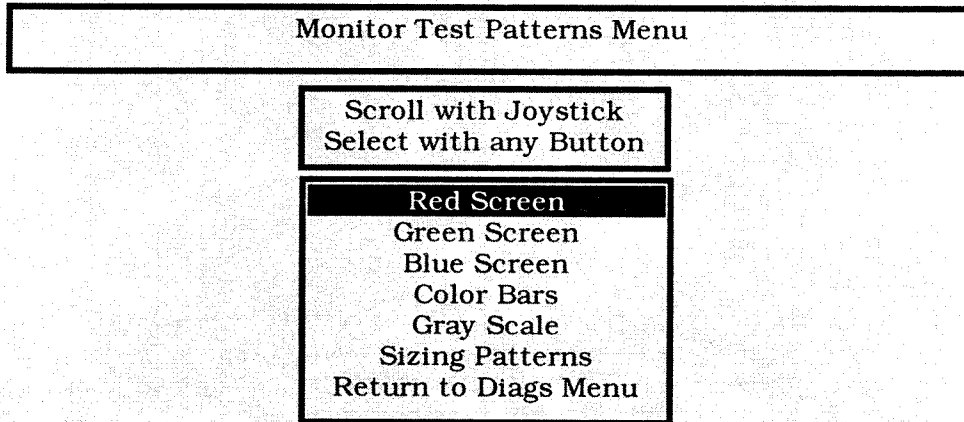 Monitor Test Patterns Menu
Scroll with Joystick
Select with any Button
Red Screen
Green Screen
Blue Screen
Color Bars
Gray Scale
Sizing Patterns
Return to Diags Menu